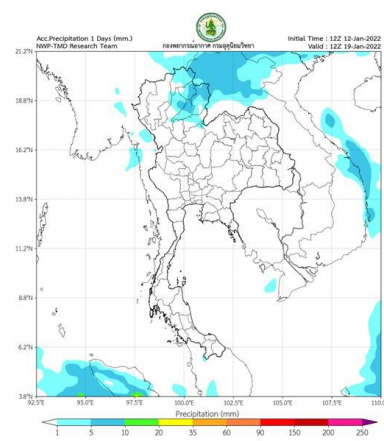 Acc.Precipitation 1 Days (mm.)
NWP-TMD Research Team
กองพยากรณ์อากาศ กรมอุตุนิยมวิทยา
Initial Time : 12Z 12-Jan-2022
Valid : 12Z 19-Jan-2022
21.2°N
18.8°N
16.2°N
13.8°N
11.2°N
8.8°N
6.2°N
3.8°N
92.5°E 95.0°E 97.5°E 100.0°E 102.5°E 105.0°E 107.5°E 110.0
Precipitation (mm)
1 5 10 20 35 60 90 150 200 250